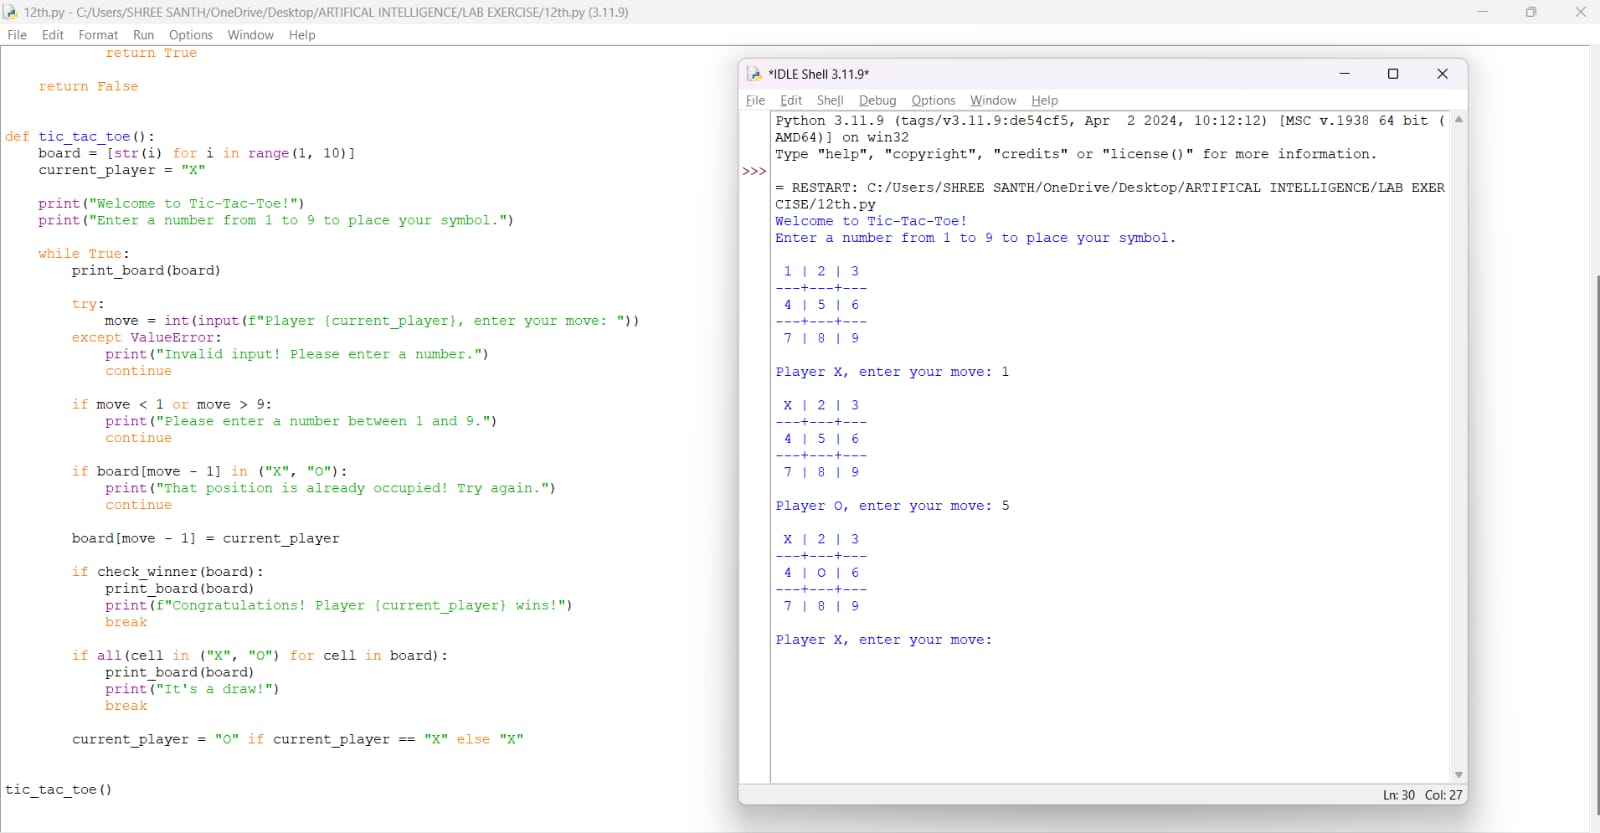 12th.py - C:/Users/SHREE SANTH/OneDrive/Desktop/ARTIFICAL INTELLIGENCE/LAB EXERCISE/12th.py (3.11.9)
File Edit Format Run Options Window Help
            return True

    return False


def tic_tac_toe():
    board = [str(i) for i in range(1, 10)]
    current_player = "X"

    print("Welcome to Tic-Tac-Toe!")
    print("Enter a number from 1 to 9 to place your symbol.")

    while True:
        print_board(board)

        try:
            move = int(input(f"Player {current_player}, enter your move: "))
        except ValueError:
            print("Invalid input! Please enter a number.")
            continue

        if move < 1 or move > 9:
            print("Please enter a number between 1 and 9.")
            continue

        if board[move - 1] in ("X", "O"):
            print("That position is already occupied! Try again.")
            continue

        board[move - 1] = current_player

        if check_winner(board):
            print_board(board)
            print(f"Congratulations! Player {current_player} wins!")
            break

        if all(cell in ("X", "O") for cell in board):
            print_board(board)
            print("It's a draw!")
            break

        current_player = "O" if current_player == "X" else "X"


tic_tac_toe()
*IDLE Shell 3.11.9*
File Edit Shell Debug Options Window Help
Python 3.11.9 (tags/v3.11.9:de54cf5, Apr  2 2024, 10:12:12) [MSC v.1938 64 bit (
AMD64)] on win32
Type "help", "copyright", "credits" or "license()" for more information.
>>>
= RESTART: C:/Users/SHREE SANTH/OneDrive/Desktop/ARTIFICAL INTELLIGENCE/LAB EXER
CISE/12th.py
Welcome to Tic-Tac-Toe!
Enter a number from 1 to 9 to place your symbol.

 1 | 2 | 3
---+---+---
 4 | 5 | 6
---+---+---
 7 | 8 | 9

Player X, enter your move: 1

 X | 2 | 3
---+---+---
 4 | 5 | 6
---+---+---
 7 | 8 | 9

Player O, enter your move: 5

 X | 2 | 3
---+---+---
 4 | O | 6
---+---+---
 7 | 8 | 9

Player X, enter your move:
Ln: 30 Col: 27